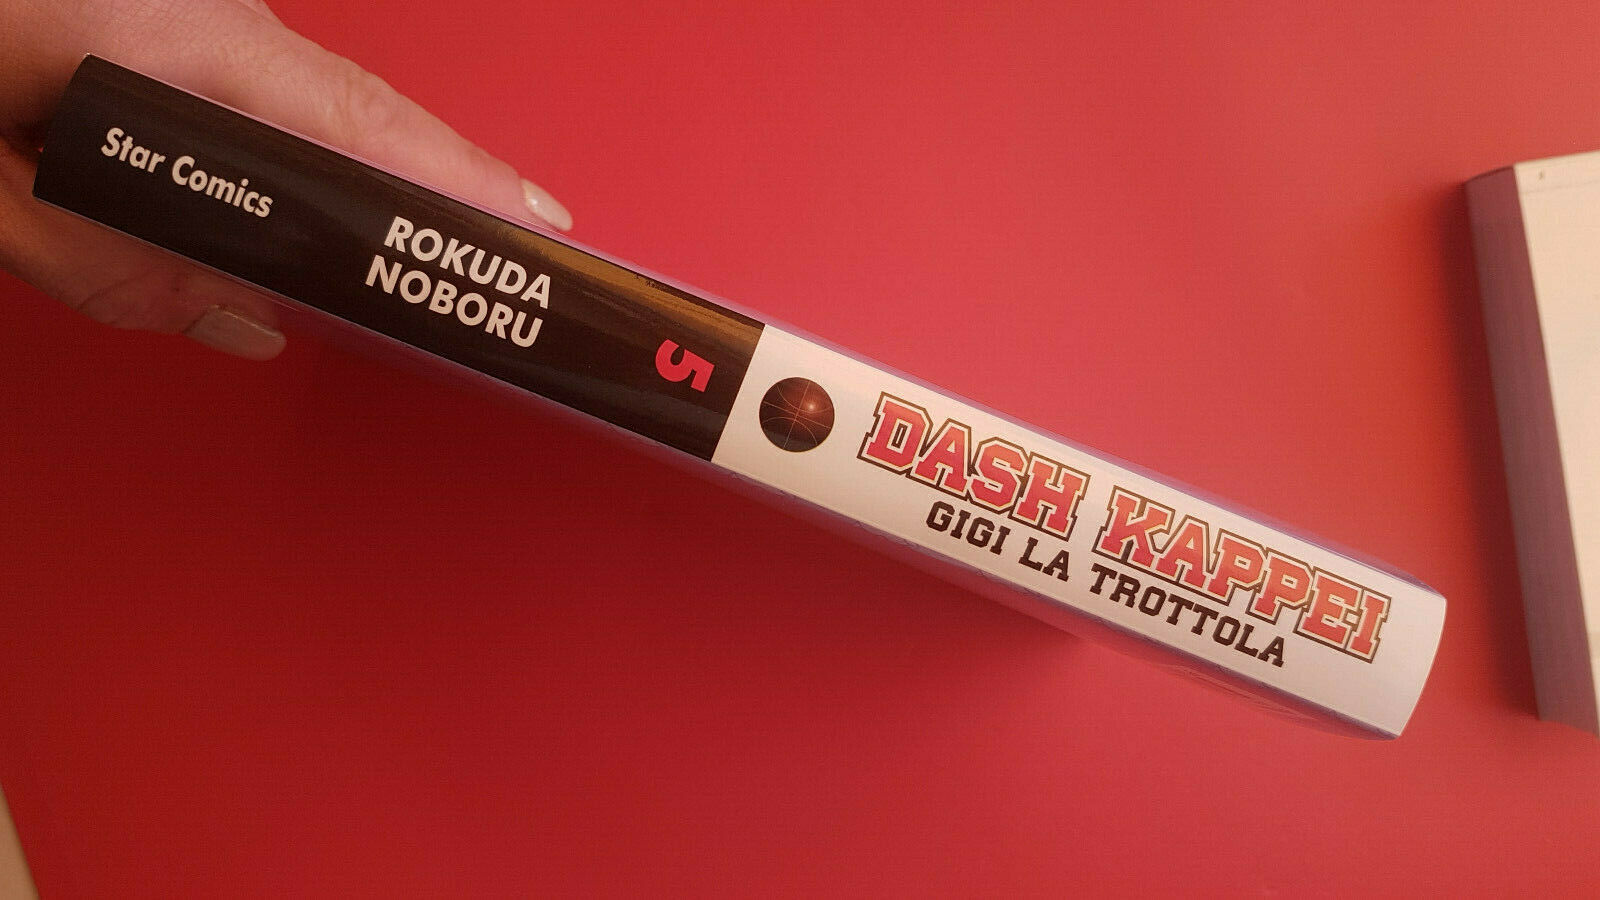 Star Comics
ROKUDA
NOBORU
5
DASH KAPPEI
GIGI LA TROTTOLA